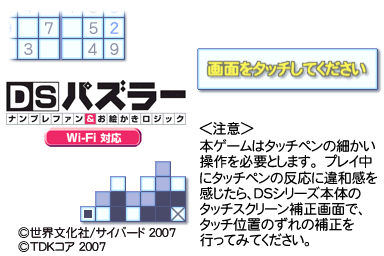 7
3 4 9
DSパズラー
ナンプレファン&お絵かきロジック
Wi-Fi 対応
©世界文化社/サイバード 2007
©TDKコア 2007
画面をタッチしてください
＜注意＞
本ゲームはタッチペンの細かい
操作を必要とします。プレイ中
にタッチペンの反応に違和感を
感じたら、DSシリーズ本体の
タッチスクリーン補正画面で、
タッチ位置のずれの補正を
行ってみてください。